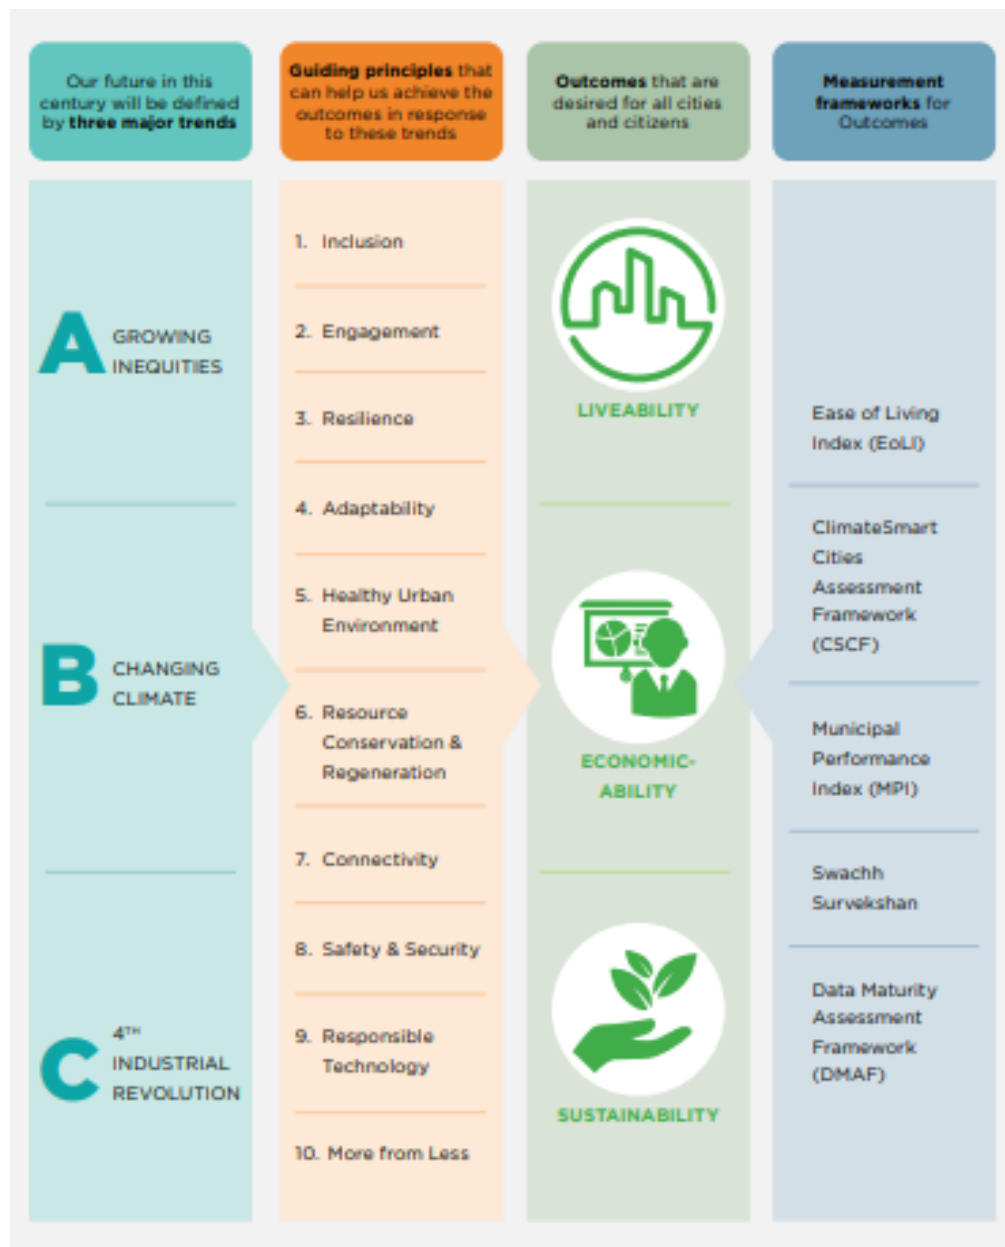 Our future in this
century will be defined
by three major trends
Guiding principles that
can help us achieve the
outcomes in response
to these trends
Outcomes that are
desired for all cities
and citizens
Measurement
frameworks for
Outcomes
A
GROWING
INEQUITIES
B
CHANGING
CLIMATE
C
4TH
INDUSTRIAL
REVOLUTION
1. Inclusion
2. Engagement
3. Resilience
4. Adaptability
5. Healthy Urban
Environment
6. Resource
Conservation &
Regeneration
7. Connectivity
8. Safety & Security
9. Responsible
Technology
10. More from Less
LIVEABILITY
ECONOMIC-
ABILITY
SUSTAINABILITY
Ease of Living
Index (EoLI)
ClimateSmart
Cities
Assessment
Framework
(CSCF)
Municipal
Performance
Index (MPI)
Swachh
Survekshan
Data Maturity
Assessment
Framework
(DMAF)